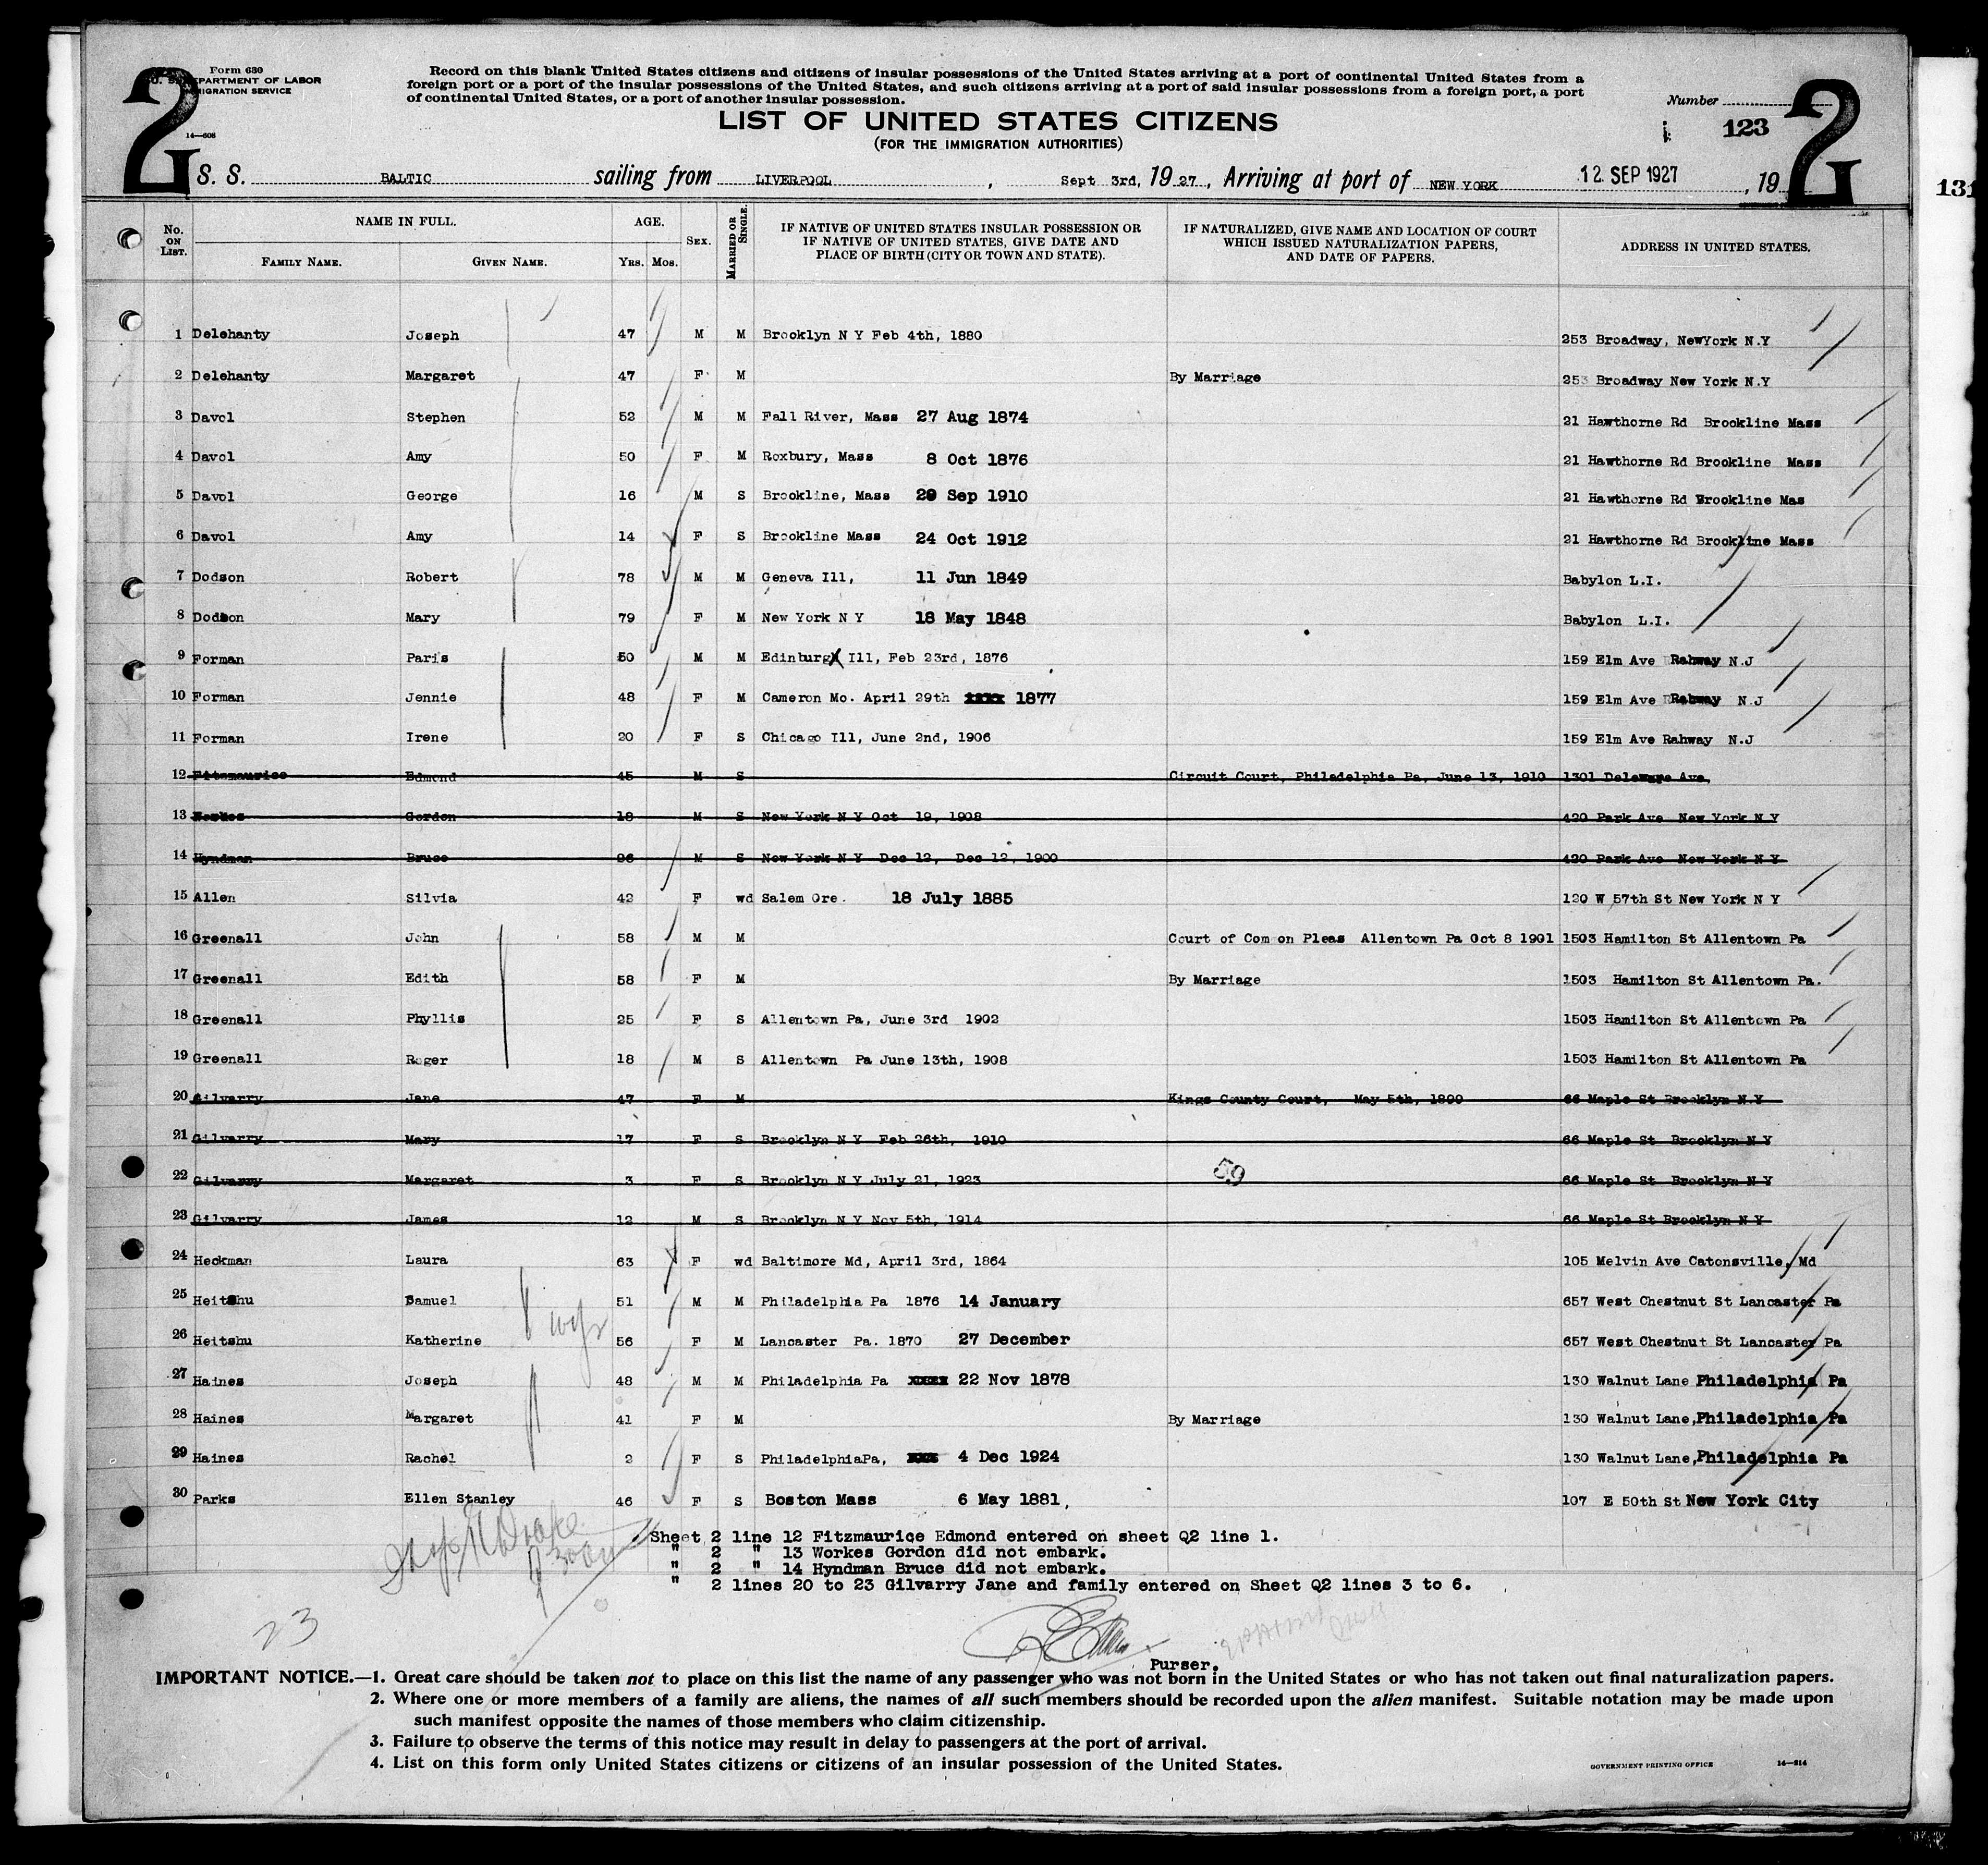 Form 630
U. S. DEPARTMENT OF LABOR
IMMIGRATION SERVICE
14—608
2
Record on this blank United States citizens and citizens of insular possessions of the United States arriving at a port of continental United States from a
foreign port or a port of the insular possessions of the United States, and such citizens arriving at a port of said insular possessions from a foreign port, a port
of continental United States, or a port of another insular possession.
Number
123
2
131
LIST OF UNITED STATES CITIZENS
(FOR THE IMMIGRATION AUTHORITIES)
S. S. BALTIC sailing from LIVERPOOL, Sept 3rd, 1927, Arriving at port of NEW YORK 12 SEP 1927, 19
No. ON LIST. NAME IN FULL. FAMILY NAME. GIVEN NAME. AGE. YRS. MOS. SEX. MARRIED OR SINGLE. IF NATIVE OF UNITED STATES INSULAR POSSESSION OR IF NATIVE OF UNITED STATES, GIVE DATE AND PLACE OF BIRTH (CITY OR TOWN AND STATE). IF NATURALIZED, GIVE NAME AND LOCATION OF COURT WHICH ISSUED NATURALIZATION PAPERS, AND DATE OF PAPERS. ADDRESS IN UNITED STATES.
1 Delehanty Joseph 47 M M Brooklyn N Y Feb 4th, 1880 253 Broadway, NewYork N.Y
2 Delehanty Margaret 47 F M By Marriage 253 Broadway New York N.Y
3 Davol Stephen 52 M M Fall River, Mass 27 Aug 1874 21 Hawthorne Rd Brookline Mass
4 Davol Amy 50 F M Roxbury, Mass 8 Oct 1876 21 Hawthorne Rd Brookline Mass
5 Davol George 16 M S Brookline, Mass 29 Sep 1910 21 Hawthorne Rd Brookline Mas
6 Davol Amy 14 F S Brookline Mass 24 Oct 1912 21 Hawthorne Rd Brookline Mass
7 Dodson Robert 78 M M Geneva Ill, 11 Jun 1849 Babylon L.I.
8 Dodson Mary 79 F M New York N Y 18 May 1848 Babylon L.I.
9 Forman Paris 50 M M Edinburg Ill, Feb 23rd, 1876 159 Elm Ave Rahway N.J
10 Forman Jennie 48 F M Cameron Mo. April 29th 1877 159 Elm Ave Rahway N.J
11 Forman Irene 20 F S Chicago Ill, June 2nd, 1906 159 Elm Ave Rahway N.J
12 Fitzmaurice Edmond 45 M S Circuit Court, Philadelphia Pa, June 13, 1910 1301 Delaware Ave,
13 Workes Gordon 18 M S New York N Y Oct 19, 1908 420 Park Ave New York N Y
14 Hyndman Bruce 26 M S New York N Y Dec 12, Dec 12, 1900 420 Park Ave New York N Y
15 Allen Silvia 42 F wd Salem Ore. 18 July 1885 120 W 57th St New York N Y
16 Greenall John 58 M M Court of Com on Pleas Allentown Pa Oct 8 1901 1503 Hamilton St Allentown Pa
17 Greenall Edith 58 F M By Marriage 1503 Hamilton St Allentown Pa.
18 Greenall Phyllis 25 F S Allentown Pa, June 3rd 1902 1503 Hamilton St Allentown Pa
19 Greenall Roger 18 M S Allentown Pa June 13th, 1908 1503 Hamilton St Allentown Pa
20 Gilvarry Jane 47 F M Kings County Court, May 5th, 1899 66 Maple St Brooklyn N.Y
21 Gilvarry Mary 17 F S Brooklyn N Y Feb 26th, 1910 66 Maple St Brooklyn N Y
22 Gilvarry Margaret 3 F S Brooklyn N Y July 21, 1923 59 66 Maple St Brooklyn N Y
23 Gilvarry James 12 M S Brooklyn N Y Nov 5th, 1914 66 Maple St Brooklyn N Y
24 Heckman Laura 63 F wd Baltimore Md, April 3rd, 1864 105 Melvin Ave Catonsville, Md
25 Heitshu Samuel 51 M M Philadelphia Pa 1876 14 January 657 West Chestnut St Lancaster Pa
26 Heitshu Katherine 56 F M Lancaster Pa. 1870 27 December 657 West Chestnut St Lancaster Pa
27 Haines Joseph 48 M M Philadelphia Pa 22 Nov 1878 130 Walnut Lane Philadelphia Pa
28 Haines Margaret 41 F M By Marriage 130 Walnut Lane, Philadelphia Pa
29 Haines Rachel 2 F S PhiladelphiaPa, 4 Dec 1924 130 Walnut Lane, Philadelphia Pa
30 Parks Ellen Stanley 46 F S Boston Mass 6 May 1881, 107 E 50th St New York City
Sheet 2 line 12 Fitzmaurice Edmond entered on sheet Q2 line 1.
" 2 " 13 Workes Gordon did not embark.
" 2 " 14 Hyndman Bruce did not embark.
" 2 lines 20 to 23 Gilvarry Jane and family entered on Sheet Q2 lines 3 to 6.
23
Purser.
IMPORTANT NOTICE.—1. Great care should be taken not to place on this list the name of any passenger who was not born in the United States or who has not taken out final naturalization papers.
2. Where one or more members of a family are aliens, the names of all such members should be recorded upon the alien manifest. Suitable notation may be made upon
such manifest opposite the names of those members who claim citizenship.
3. Failure to observe the terms of this notice may result in delay to passengers at the port of arrival.
4. List on this form only United States citizens or citizens of an insular possession of the United States.
GOVERNMENT PRINTING OFFICE 14—214